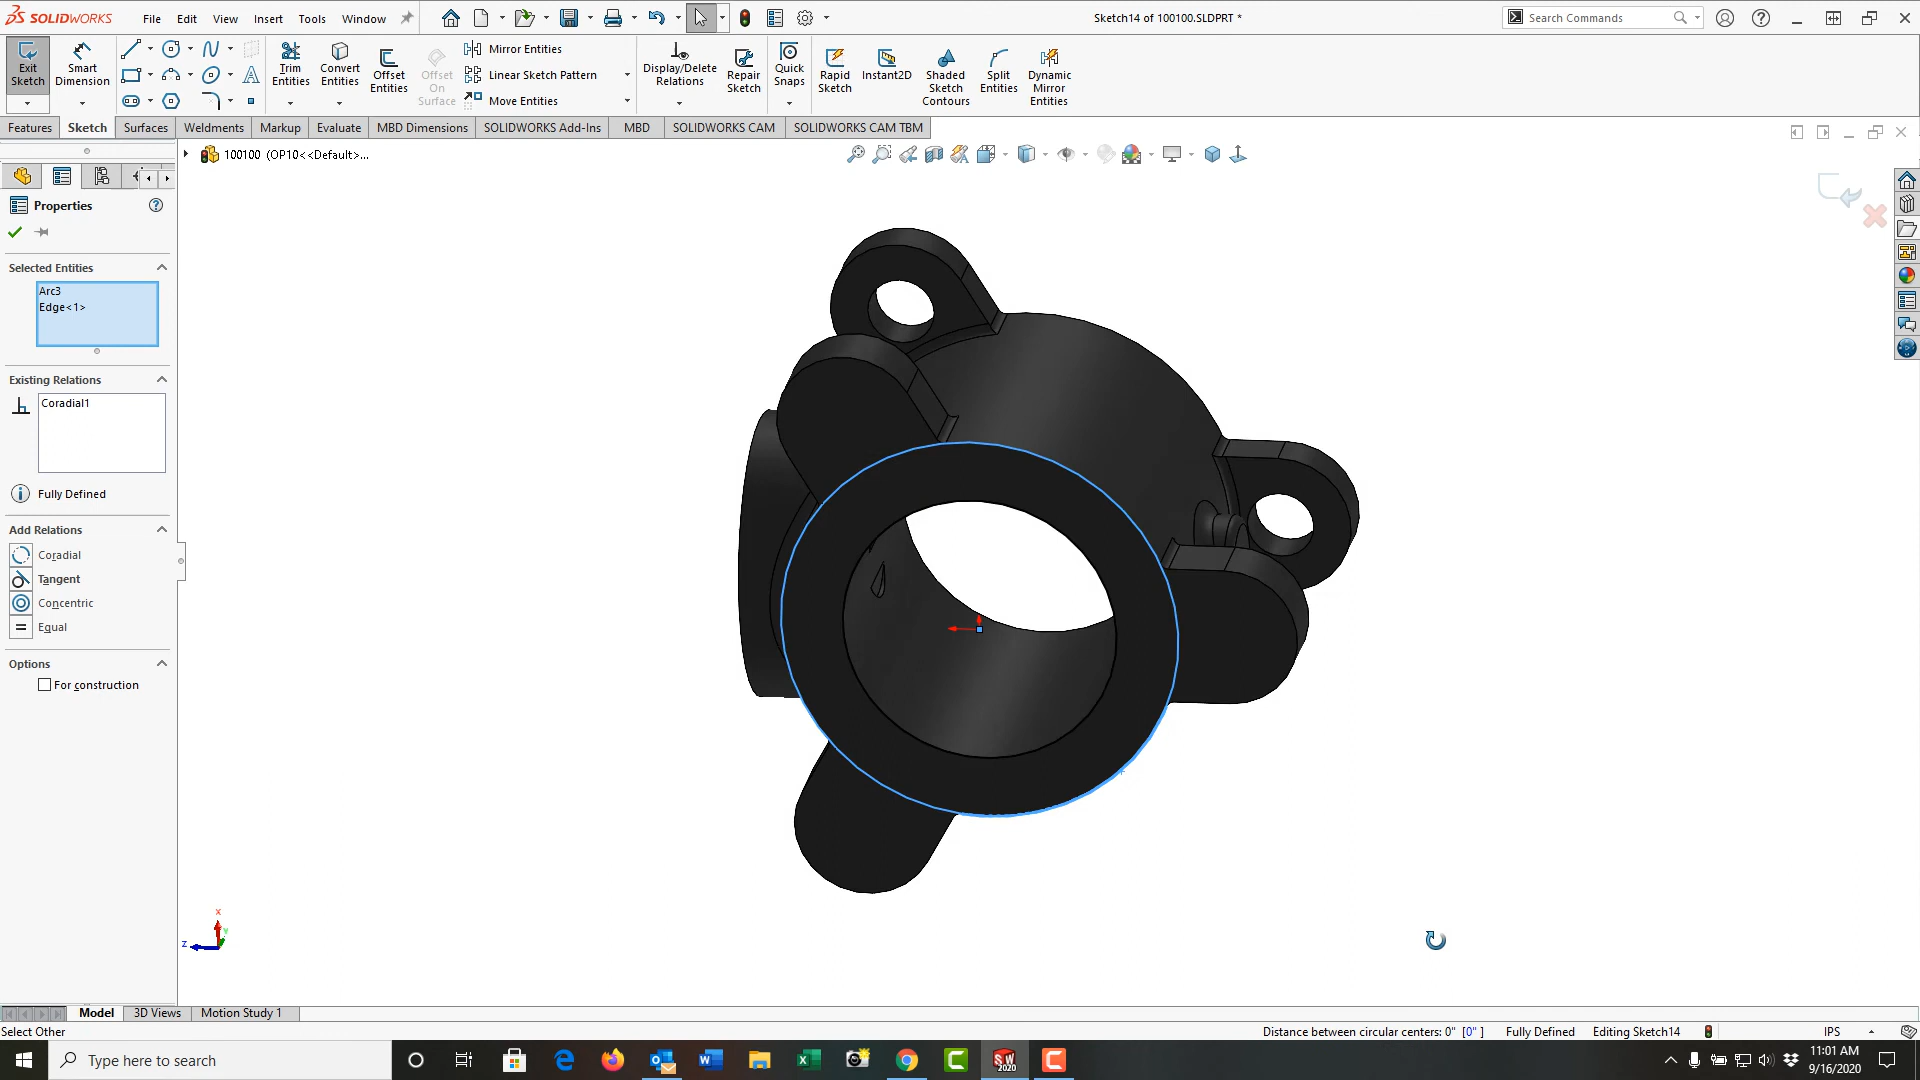 SOLIDWORKS File Edit View Insert Tools Window Sketch14 of 100100.SLDPRT * Search Commands
Exit Sketch
Smart Dimension
Trim Entities
Convert Entities
Offset Entities
Offset On Surface
Mirror Entities
Linear Sketch Pattern
Move Entities
Display/Delete Relations
Repair Sketch
Quick Snaps
Rapid Sketch
Instant2D
Shaded Sketch Contours
Split Entities
Dynamic Mirror Entities
Features Sketch Surfaces Weldments Markup Evaluate MBD Dimensions SOLIDWORKS Add-Ins MBD SOLIDWORKS CAM SOLIDWORKS CAM TBM
100100 (OP10<<Default>...
Properties
Selected Entities
Arc3
Edge<1>
Existing Relations
Coradial1
Fully Defined
Add Relations
Coradial
Tangent
Concentric
Equal
Options
For construction
x
y
z
Model 3D Views Motion Study 1
Select Other Distance between circular centers: 0" [0" ] Fully Defined Editing Sketch14 IPS
Type here to search
SW 2020
11:01 AM
9/16/2020